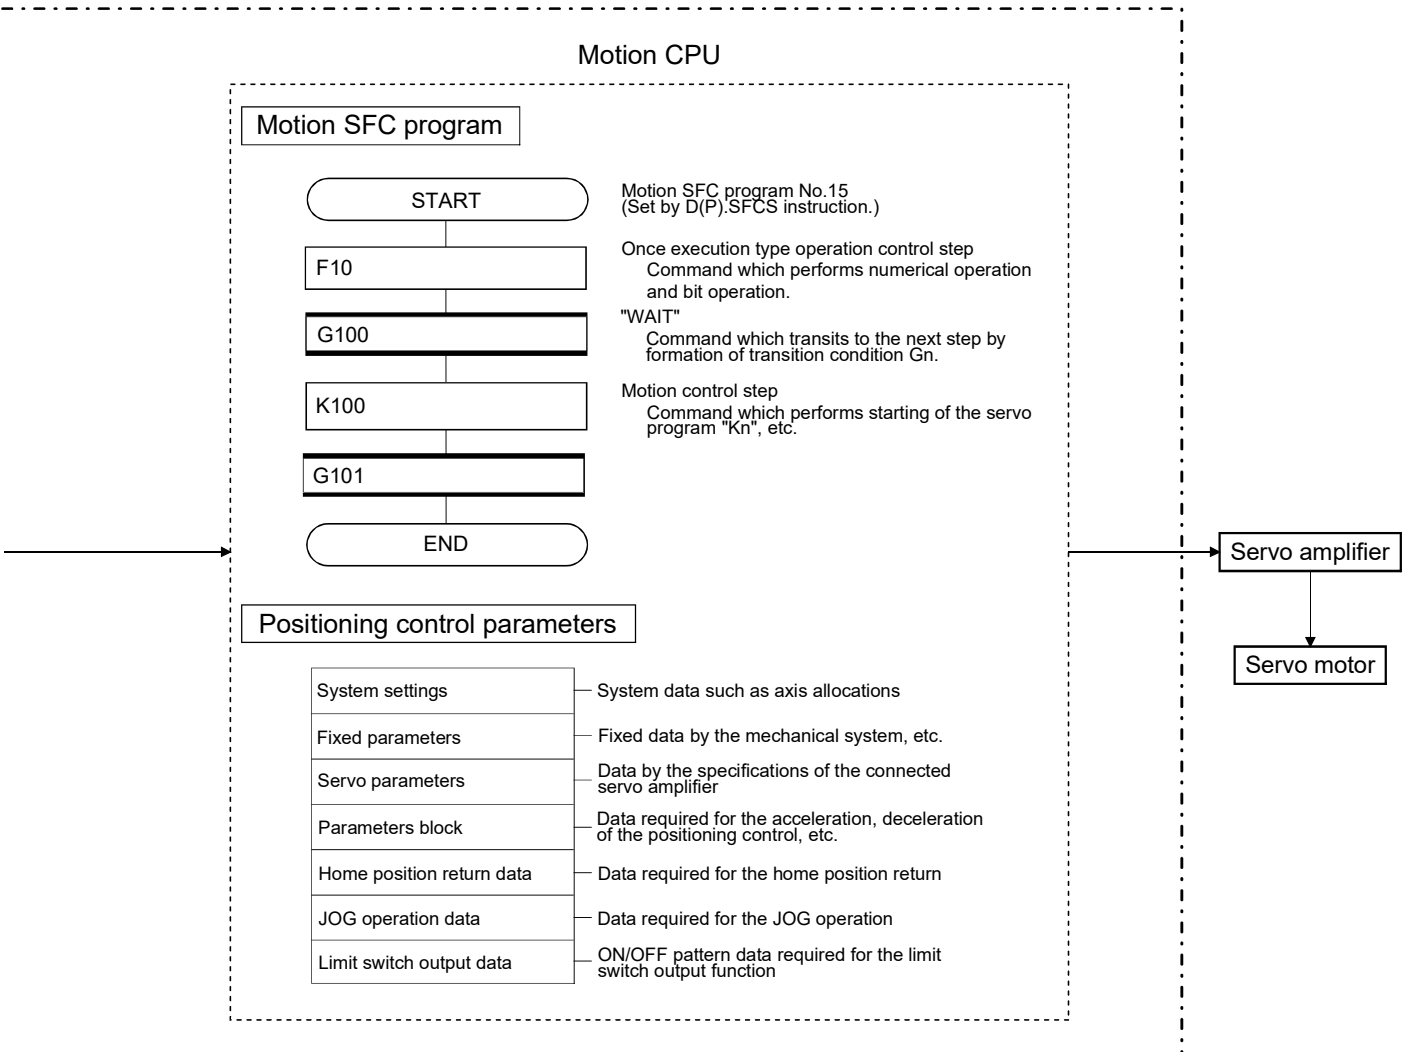 Motion CPU
Motion SFC program
START
Motion SFC program No.15
(Set by D(P).SFCS instruction.)
F10
Once execution type operation control step
Command which performs numerical operation
and bit operation.
G100
"WAIT"
Command which transits to the next step by
formation of transition condition Gn.
K100
Motion control step
Command which performs starting of the servo
program "Kn", etc.
G101
END
Servo amplifier
Servo motor
Positioning control parameters
System settings
System data such as axis allocations
Fixed parameters
Fixed data by the mechanical system, etc.
Servo parameters
Data by the specifications of the connected
servo amplifier
Parameters block
Data required for the acceleration, deceleration
of the positioning control, etc.
Home position return data
Data required for the home position return
JOG operation data
Data required for the JOG operation
Limit switch output data
ON/OFF pattern data required for the limit
switch output function